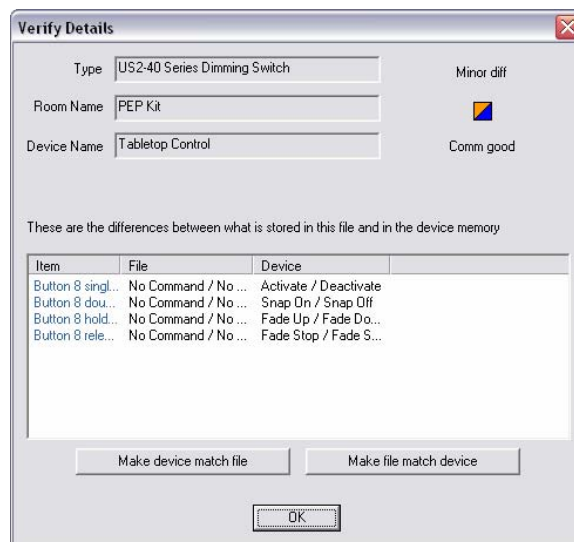 Verify Details
Type US2-40 Series Dimming Switch
Minor diff
Room Name PEP Kit
Device Name Tabletop Control
Comm good
These are the differences between what is stored in this file and in the device memory
Item File Device
Button 8 singl... No Command / No ... Activate / Deactivate
Button 8 dou... No Command / No ... Snap On / Snap Off
Button 8 hold... No Command / No ... Fade Up / Fade Do...
Button 8 rele... No Command / No ... Fade Stop / Fade S...
Make device match file Make file match device
OK